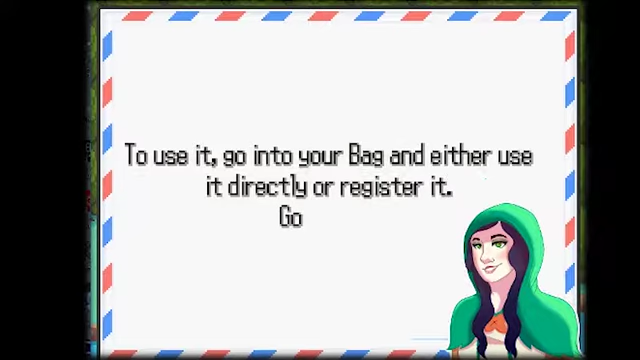 To use it, go into your Bag and either use
it directly or register it.
Go